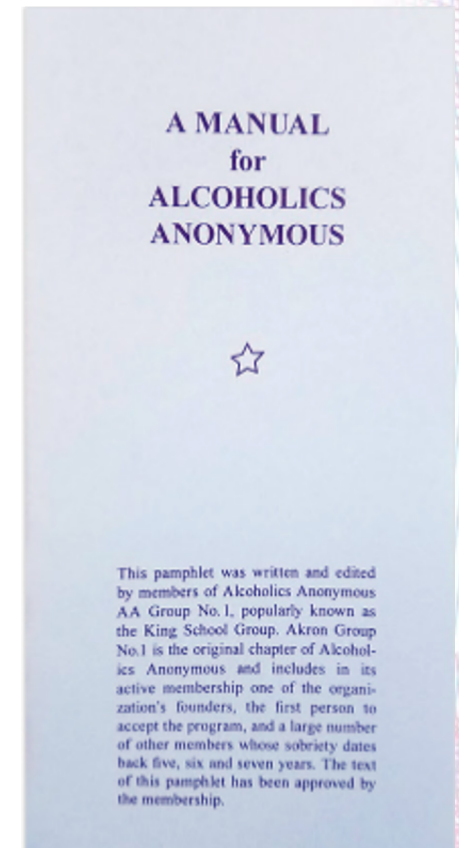 A MANUAL
for
ALCOHOLICS
ANONYMOUS
This pamphlet was written and edited
by members of Alcoholics Anonymous
AA Group No.1, popularly known as
the King School Group. Akron Group
No.1 is the original chapter of Alcohol-
ics Anonymous and includes in its
active membership one of the organi-
zation's founders, the first person to
accept the program, and a large number
of other members whose sobriety dates
back five, six and seven years. The text
of this pamphlet has been approved by
the membership.